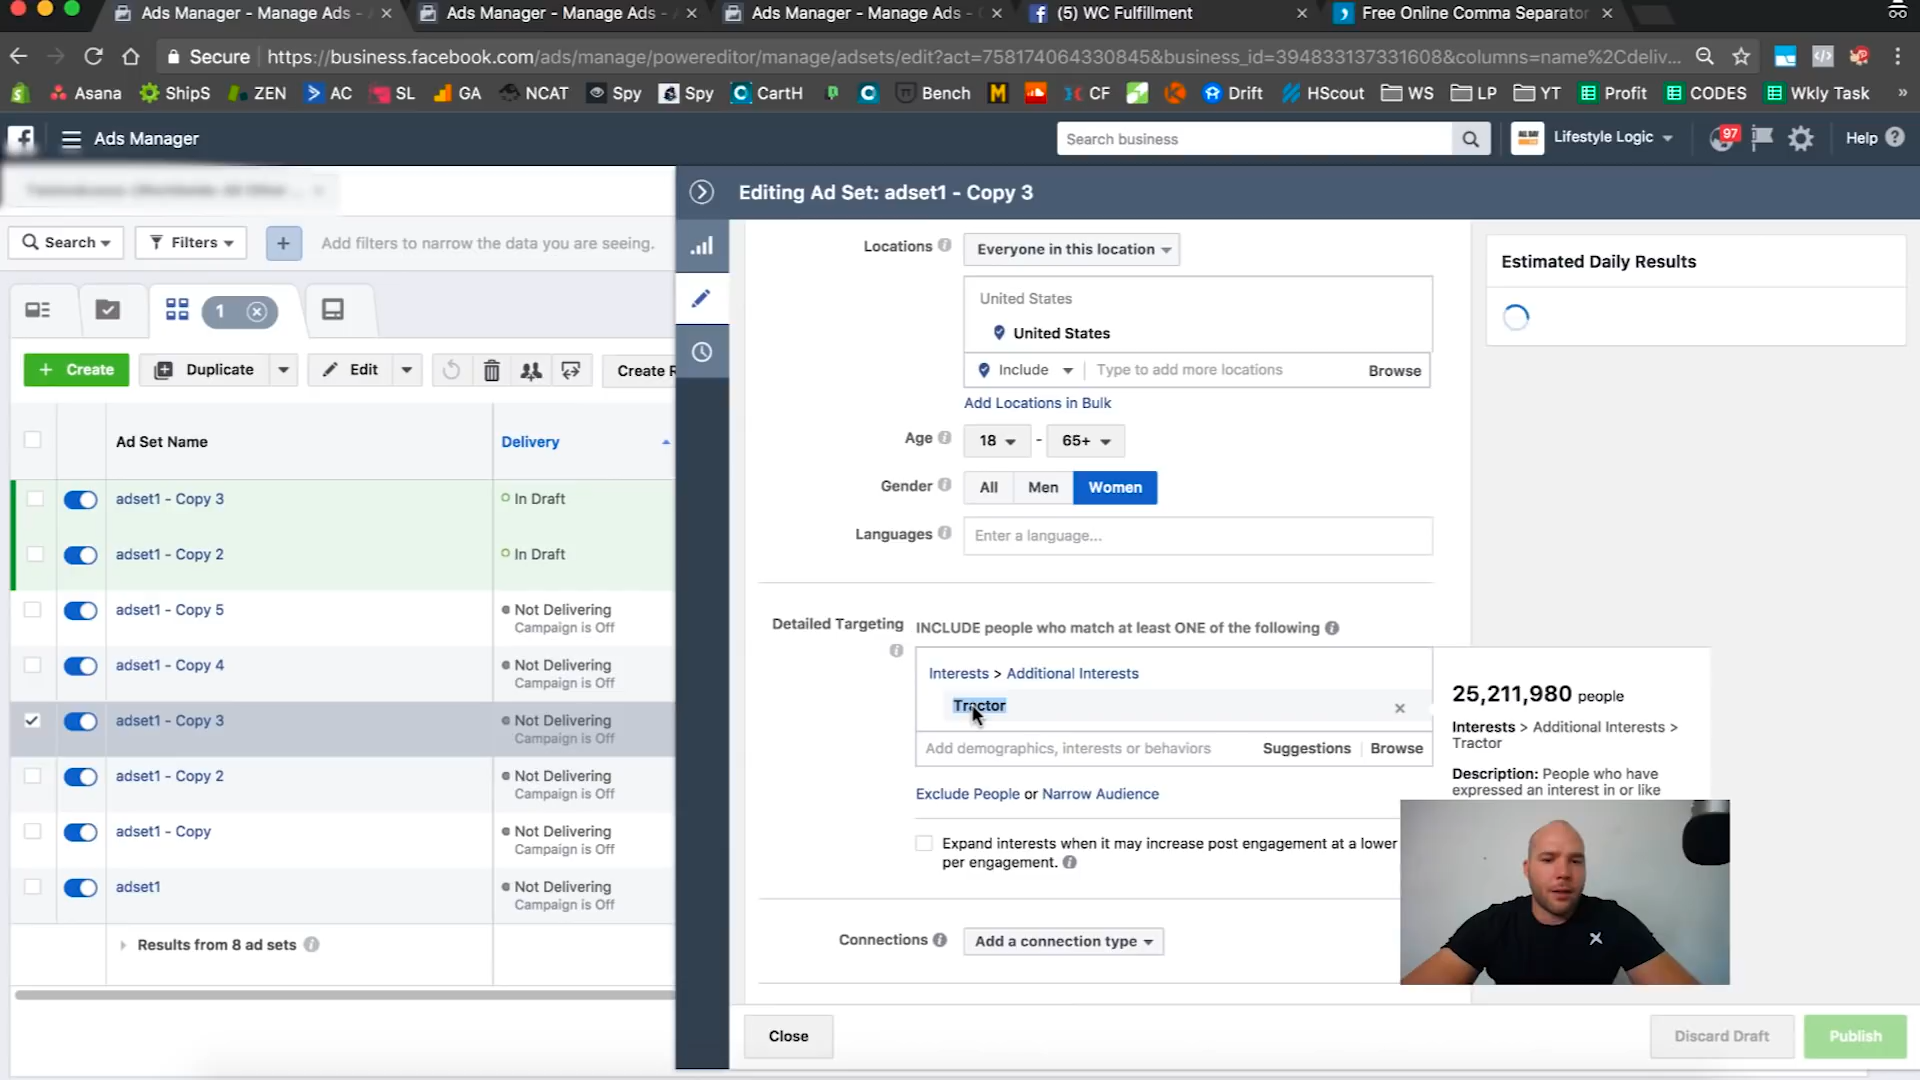 Ads Manager - Manage Ads -
Ads Manager - Manage Ads -
Ads Manager - Manage Ads -
(5) WC Fulfillment
Free Online Comma Separator
Secure
https://business.facebook.com/ads/manage/powereditor/manage/adsets/edit?act=758174064330845&business_id=394833137331608&columns=name%2Cdeliv...
Asana
ShipS
ZEN
AC
SL
GA
NCAT
Spy
Spy
CartH
Bench
CF
Drift
HScout
WS
LP
YT
Profit
CODES
Wkly Task
»
Ads Manager
Search business
Lifestyle Logic
97
Help
Editing Ad Set: adset1 - Copy 3
Search
Filters
+
Add filters to narrow the data you are seeing.
1
+ Create
Duplicate
Edit
Create R
Ad Set Name
Delivery
adset1 - Copy 3
In Draft
adset1 - Copy 2
In Draft
adset1 - Copy 5
Not Delivering
Campaign is Off
adset1 - Copy 4
Not Delivering
Campaign is Off
adset1 - Copy 3
Not Delivering
Campaign is Off
adset1 - Copy 2
Not Delivering
Campaign is Off
adset1 - Copy
Not Delivering
Campaign is Off
adset1
Not Delivering
Campaign is Off
Results from 8 ad sets
Locations
Everyone in this location
United States
United States
Include
Type to add more locations
Browse
Add Locations in Bulk
Age
18 - 65+
Gender
All Men Women
Languages
Enter a language...
Detailed Targeting
INCLUDE people who match at least ONE of the following
Interests > Additional Interests
Tractor
Add demographics, interests or behaviors
Suggestions
Browse
Exclude People or Narrow Audience
Expand interests when it may increase post engagement at a lower
per engagement.
Connections
Add a connection type
Estimated Daily Results
25,211,980 people
Interests > Additional Interests >
Tractor
Description: People who have
expressed an interest in or like
Close
Discard Draft
Publish